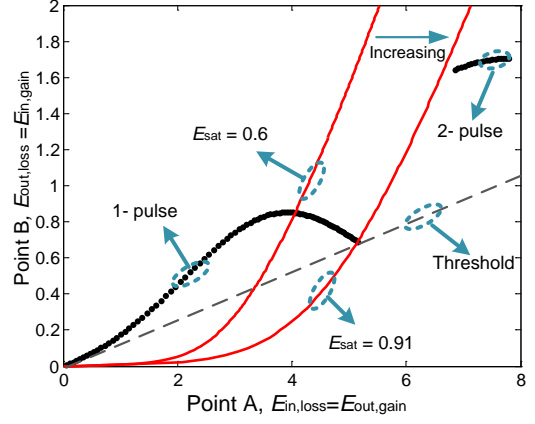 2
1.8
1.6
1.4
1.2
1
0.8
0.6
0.4
0.2
0
Point B, Eout,loss =Ein,gain
Increasing
2- pulse
Esat = 0.6
1- pulse
Threshold
Esat = 0.91
0 2 4 6 8
Point A, Ein,loss=Eout,gain